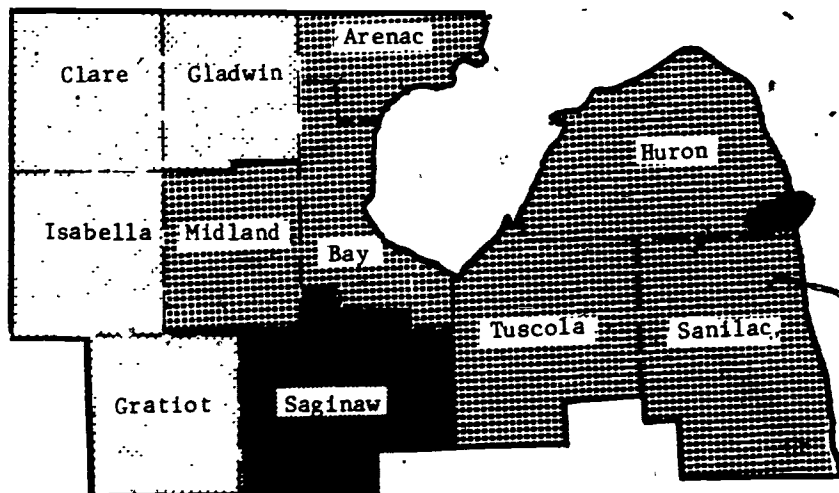 Arenac
Clare
Gladwin
Huron
Isabella
Midland
Bay
Tuscola
Sanilac
Gratiot
Saginaw